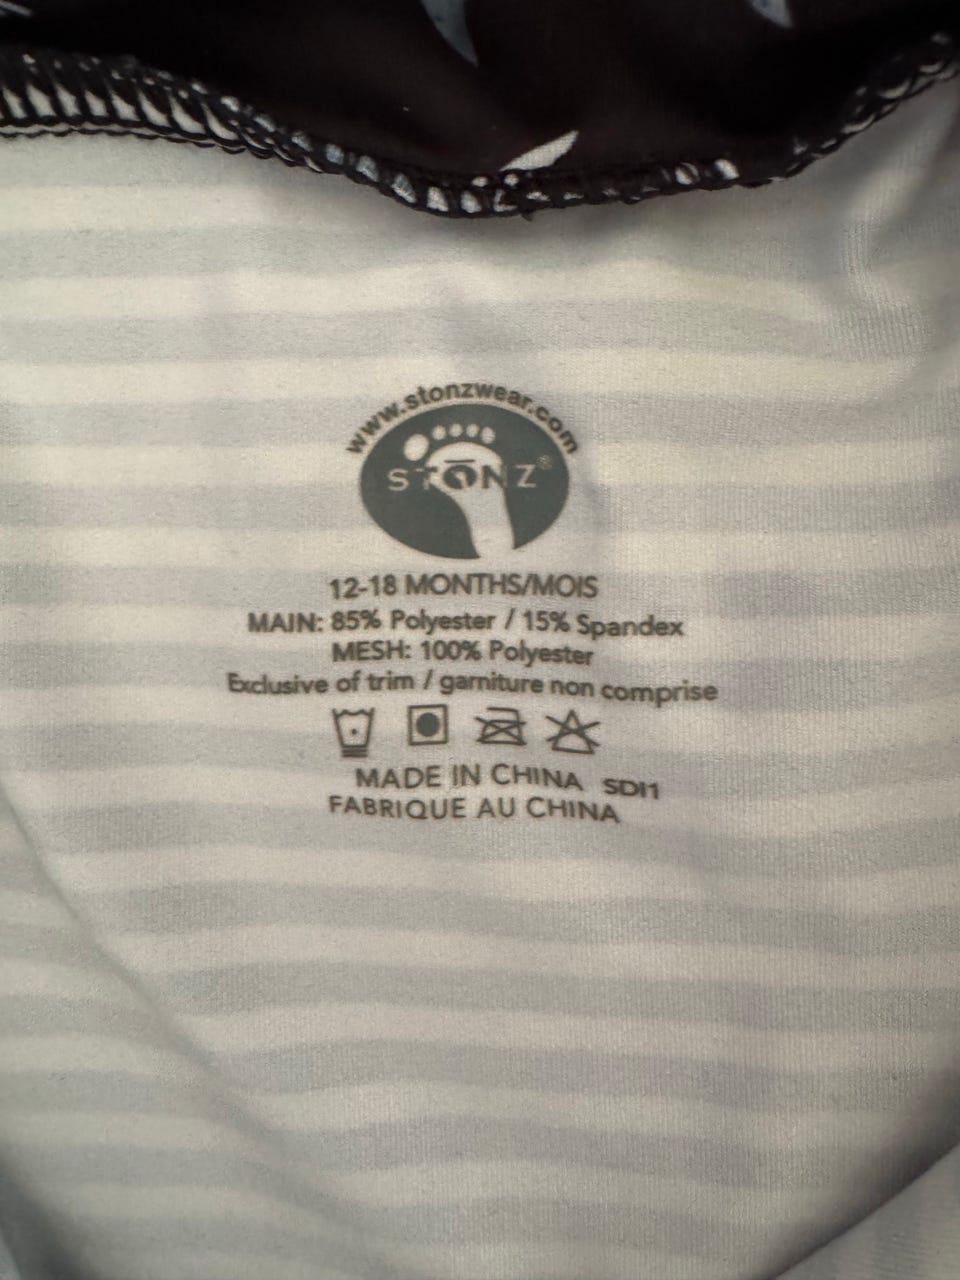 www.stonzwear.com
STŌNZ®
12-18 MONTHS/MOIS
MAIN: 85% Polyester / 15% Spandex
MESH: 100% Polyester
Exclusive of trim / garniture non comprise
MADE IN CHINA SDI1
FABRIQUE AU CHINA